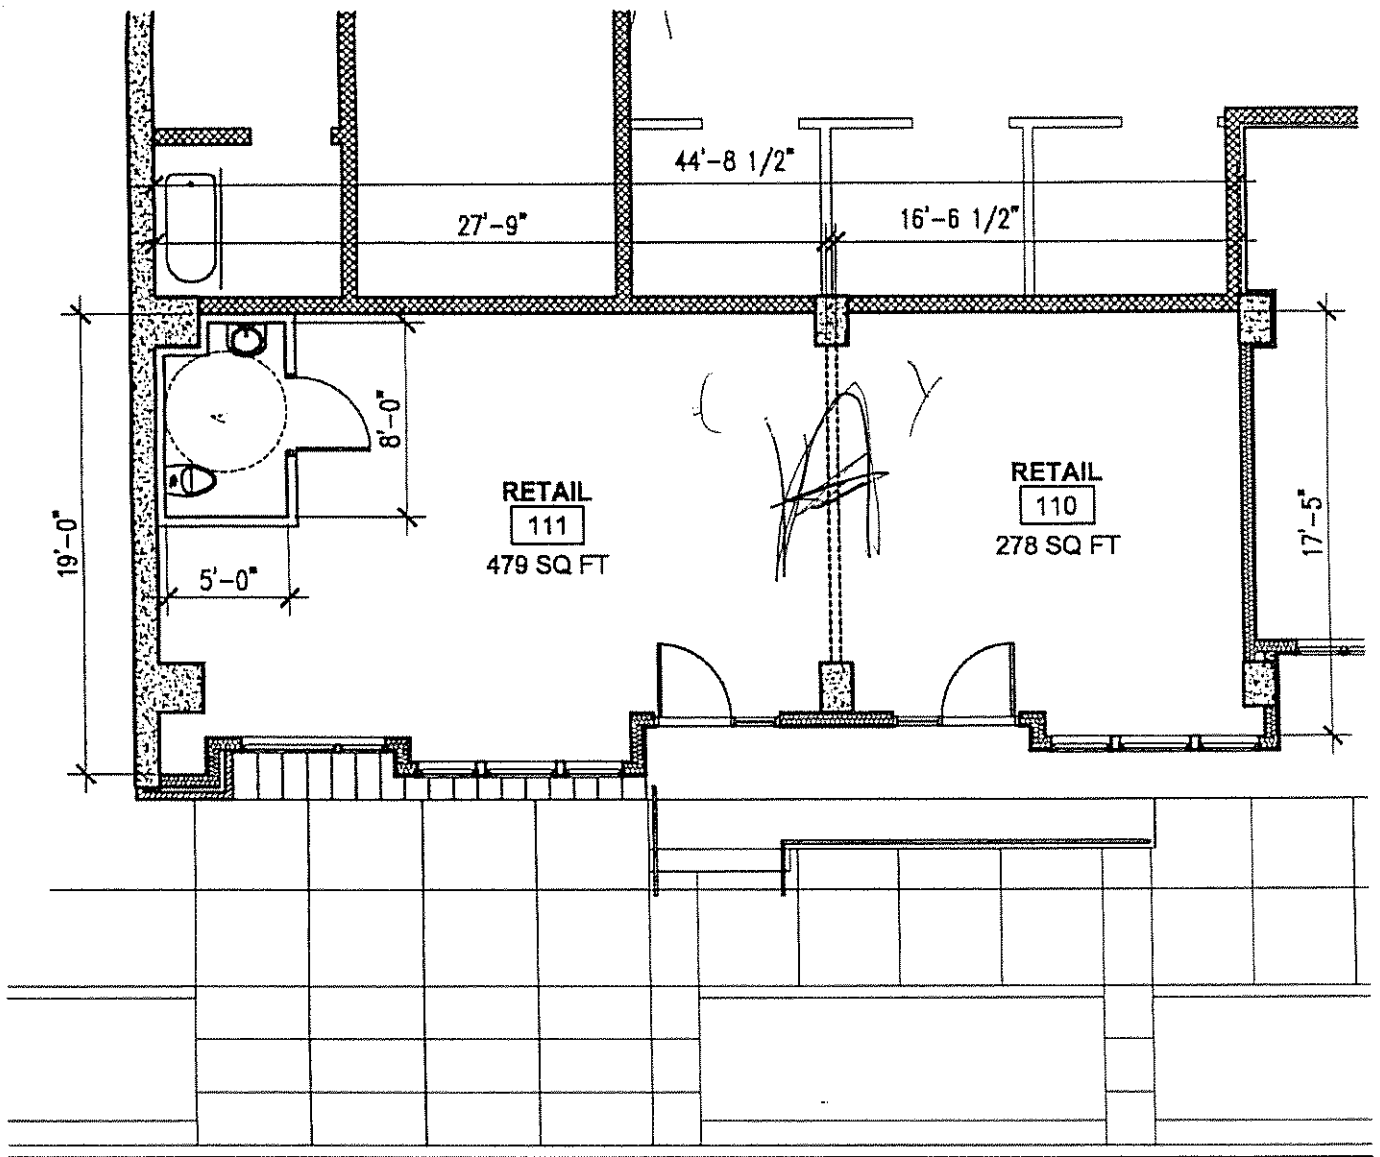 44'-8 1/2"
27'-9"
16'-6 1/2"
8'-0"
19'-0"
RETAIL
111
479 SQ FT
RETAIL
110
278 SQ FT
17'-5"
5'-0"